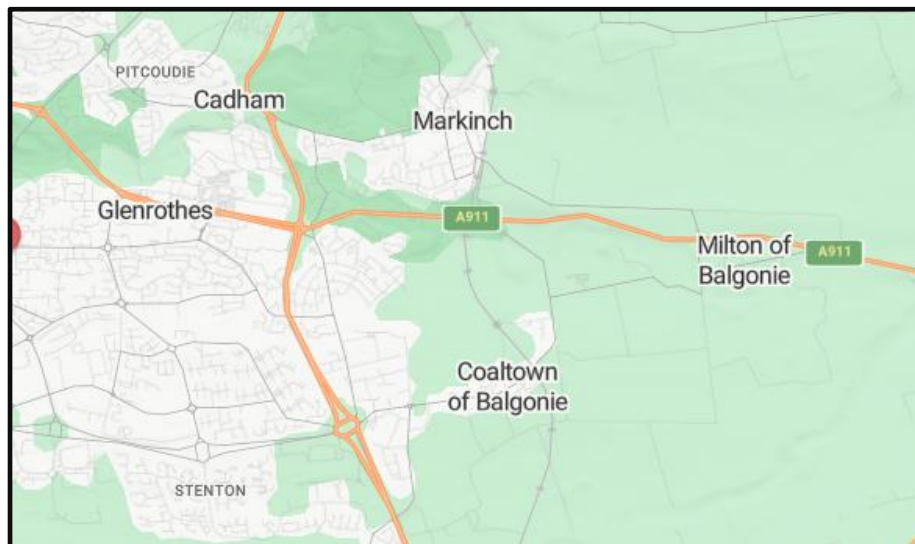 PITCOUDIE
Cadham
Markinch
Glenrothes
A911
Milton of
Balgonie
A911
Coaltown
of Balgonie
STENTON